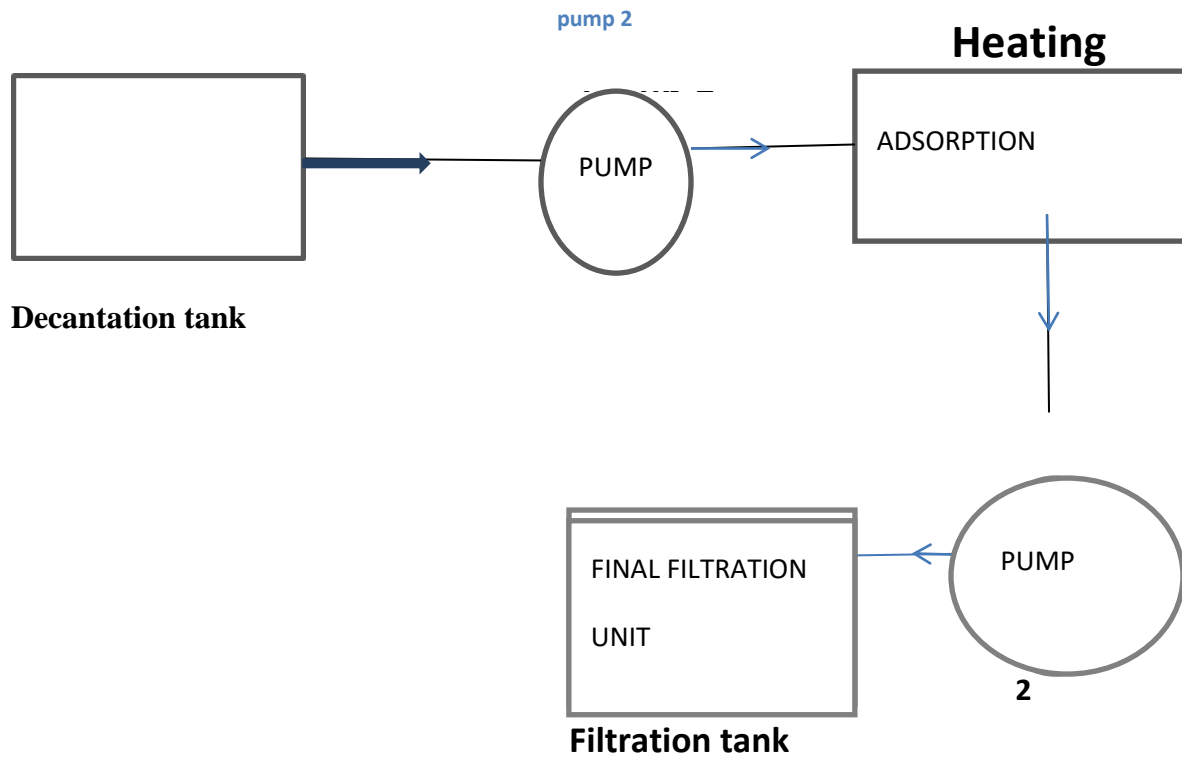 pump 2
Heating
PUMP
ADSORPTION
Decantation tank
FINAL FILTRATION
UNIT
PUMP
2
Filtration tank